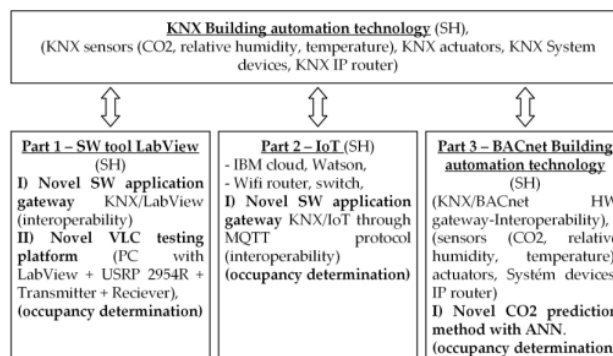 KNX Building automation technology (SH),
(KNX sensors (CO2, relative humidity, temperature), KNX actuators, KNX System
devices, KNX IP router)
Part 1 – SW tool LabView
(SH)
I) Novel SW application
gateway KNX/LabView
(interoperability)
II) Novel VLC testing
platform (PC with
LabView + USRP 2954R +
Transmitter + Reciever),
(occupancy determination)
Part 2 – IoT (SH)
- IBM cloud, Watson,
- Wifi router, switch,
I) Novel SW application
gateway KNX/IoT through
MQTT protocol
(interoperability)
(occupancy determination)
Part 3 – BACnet Building
automation technology
(SH)
(KNX/BACnet HW
gateway-Interoperability),
(sensors (CO2, relative
humidity, temperature)
actuators, Systém devices
IP router)
I) Novel CO2 prediction
method with ANN.
(occupancy determination